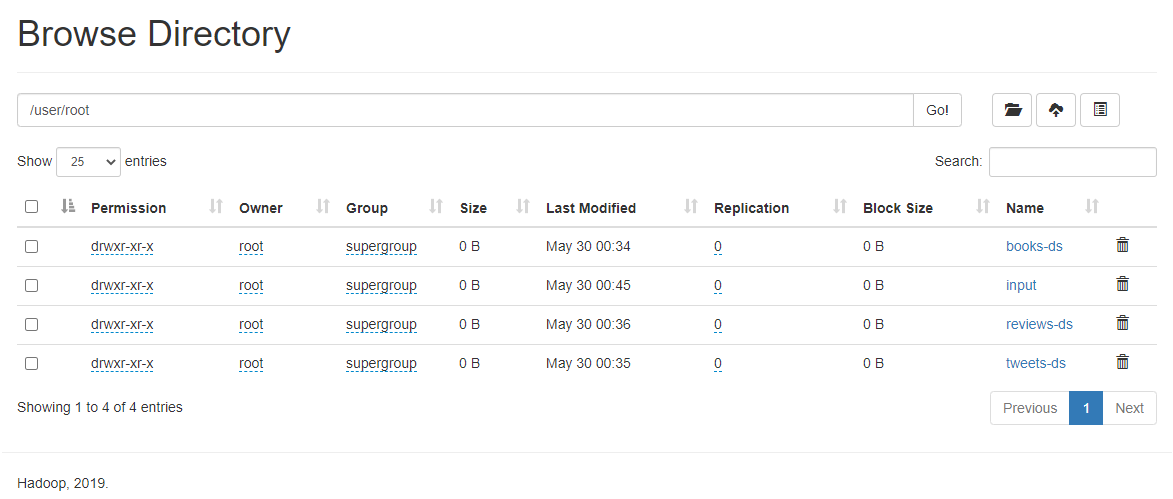 Browse Directory
/user/root Go!
Show 25 entries Search:
Permission Owner Group Size Last Modified Replication Block Size Name
drwxr-xr-x root supergroup 0 B May 30 00:34 0 0 B books-ds
drwxr-xr-x root supergroup 0 B May 30 00:45 0 0 B input
drwxr-xr-x root supergroup 0 B May 30 00:36 0 0 B reviews-ds
drwxr-xr-x root supergroup 0 B May 30 00:35 0 0 B tweets-ds
Showing 1 to 4 of 4 entries Previous 1 Next
Hadoop, 2019.